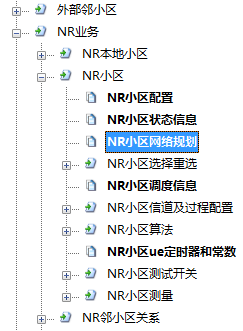 外部邻小区
NR业务
NR本地小区
NR小区
NR小区配置
NR小区状态信息
NR小区网络规划
NR小区选择重选
NR小区调度信息
NR小区信道及过程配置
NR小区算法
NR小区ue定时器和常数
NR小区测试开关
NR小区测量
NR邻小区关系